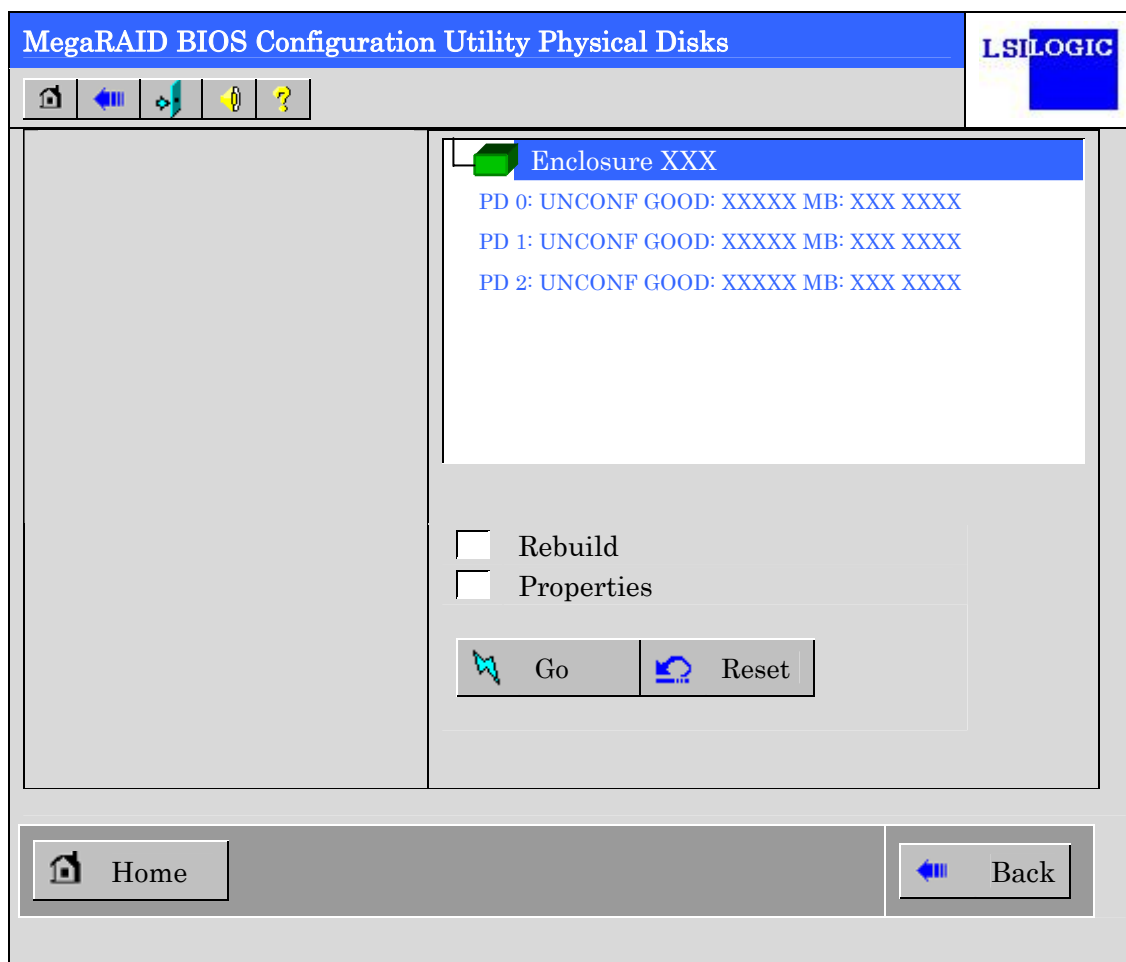 MegaRAID BIOS Configuration Utility Physical Disks
LSILOGIC
Enclosure XXX
PD 0: UNCONF GOOD: XXXXX MB: XXX XXXX
PD 1: UNCONF GOOD: XXXXX MB: XXX XXXX
PD 2: UNCONF GOOD: XXXXX MB: XXX XXXX
Rebuild
Properties
Go
Reset
Home
Back